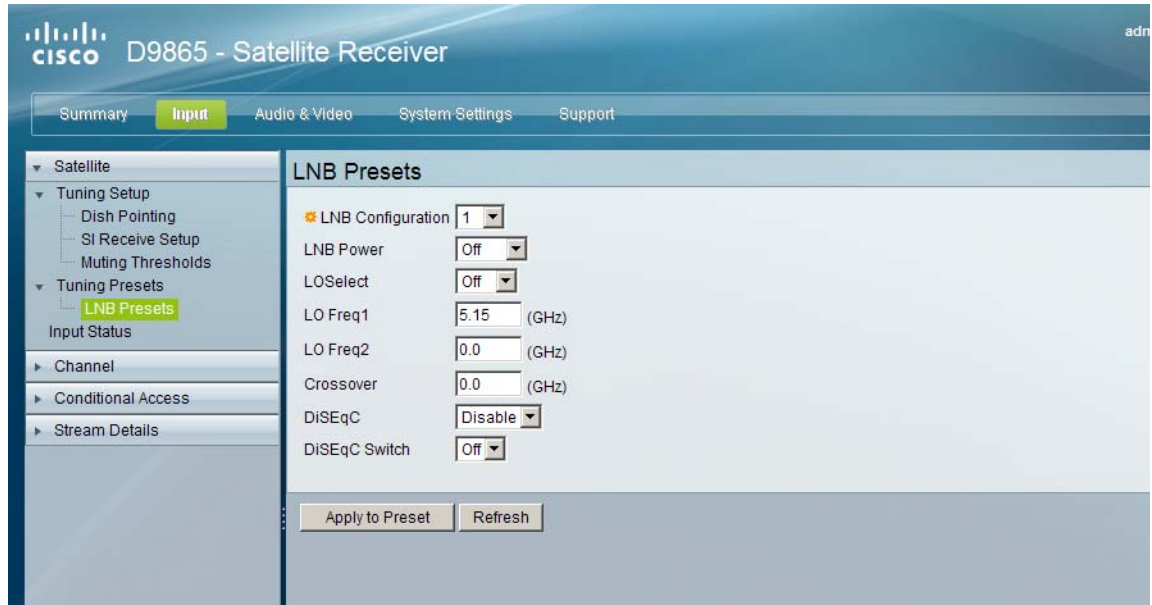 CISCO D9865 - Satellite Receiver
adm
Summary Input Audio & Video System Settings Support
Satellite
Tuning Setup
Dish Pointing
SI Receive Setup
Muting Thresholds
Tuning Presets
LNB Presets
Input Status
Channel
Conditional Access
Stream Details
LNB Presets
LNB Configuration 1
LNB Power Off
LOSelect Off
LO Freq1 5.15 (GHz)
LO Freq2 0.0 (GHz)
Crossover 0.0 (GHz)
DiSEqC Disable
DiSEqC Switch Off
Apply to Preset Refresh